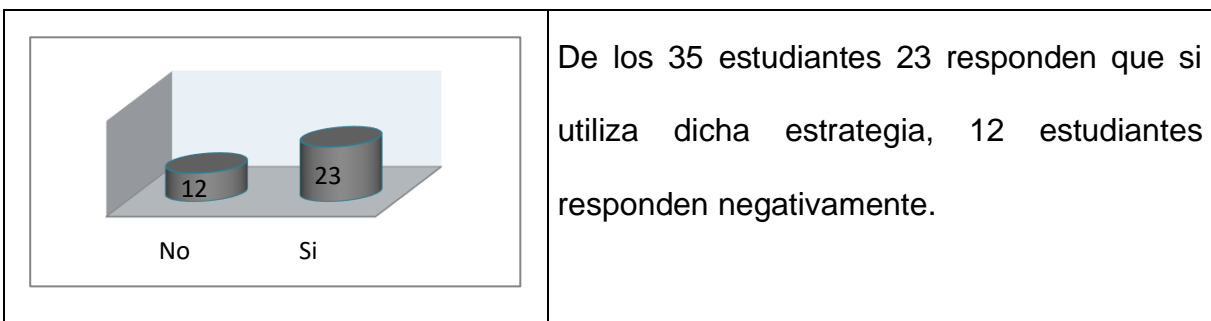 12 23
No Si
De los 35 estudiantes 23 responden que si
utiliza dicha estrategia, 12 estudiantes
responden negativamente.